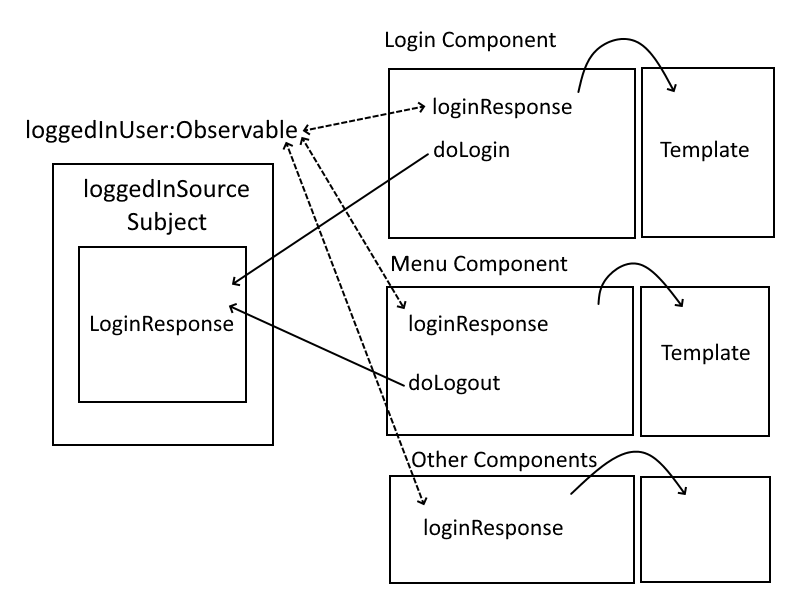 loggedInUser:Observable
loggedInSource
Subject
LoginResponse
Login Component
loginResponse
doLogin
Template
Menu Component
loginResponse
doLogout
Template
Other Components
loginResponse